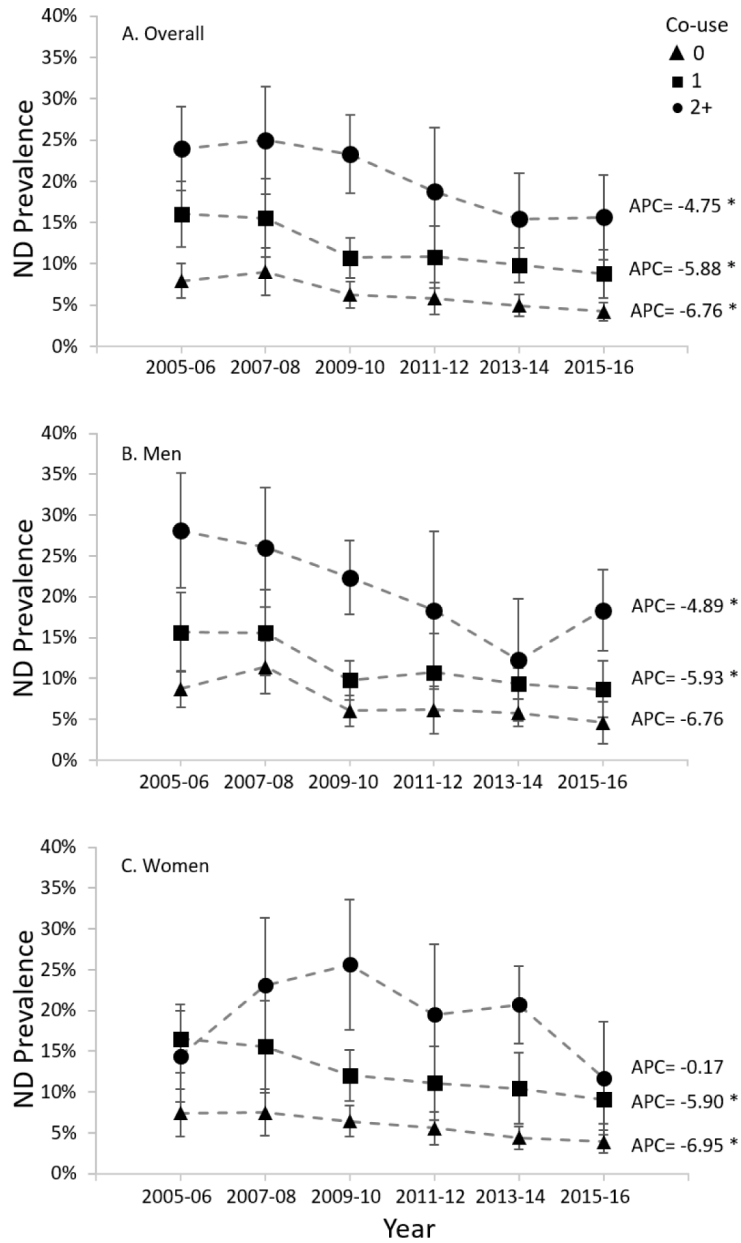 A. Overall
Co-use
0
1
2+
40%
35%
30%
25%
20%
15%
10%
5%
0%
ND Prevalence
APC= -4.75 *
APC= -5.88 *
APC= -6.76 *
2005-06 2007-08 2009-10 2011-12 2013-14 2015-16
B. Men
40%
35%
30%
25%
20%
15%
10%
5%
0%
ND Prevalence
APC= -4.89 *
APC= -5.93 *
APC= -6.76
2005-06 2007-08 2009-10 2011-12 2013-14 2015-16
C. Women
40%
35%
30%
25%
20%
15%
10%
5%
0%
ND Prevalence
APC= -0.17
APC= -5.90 *
APC= -6.95 *
2005-06 2007-08 2009-10 2011-12 2013-14 2015-16
Year